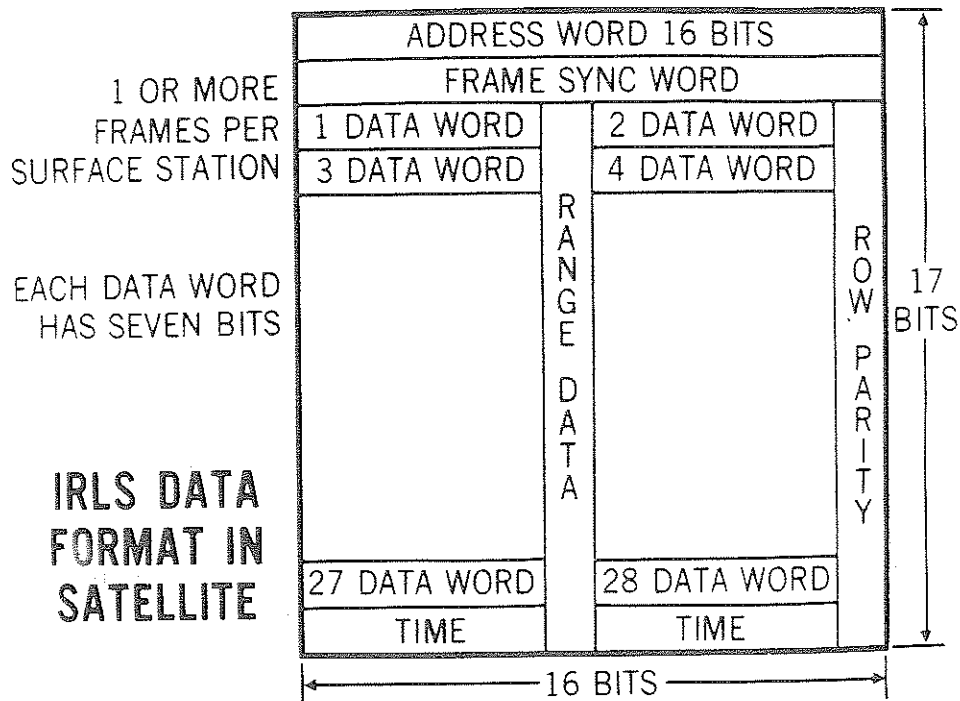 ADDRESS WORD 16 BITS
FRAME SYNC WORD
1 OR MORE
FRAMES PER
SURFACE STATION
1 DATA WORD
2 DATA WORD
3 DATA WORD
4 DATA WORD
RANGE DATA
ROW PARITY
EACH DATA WORD
HAS SEVEN BITS
17
BITS
IRLS DATA
FORMAT IN
SATELLITE
27 DATA WORD
28 DATA WORD
TIME
TIME
16 BITS